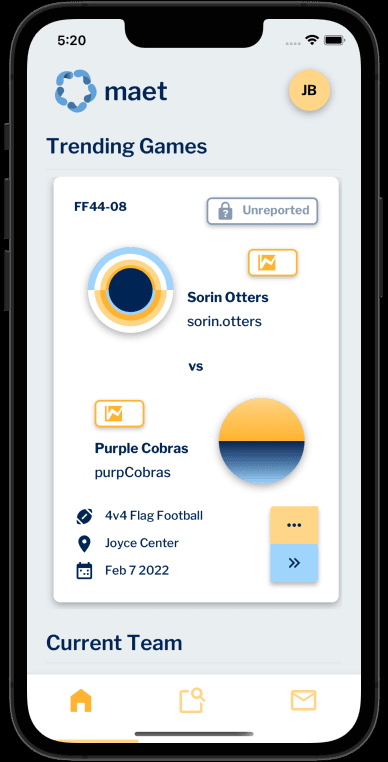 5:20
maet
JB
Trending Games
FF44-08
Unreported
Sorin Otters
sorin.otters
vs
Purple Cobras
purpCobras
4v4 Flag Football
Joyce Center
Feb 7 2022
Current Team